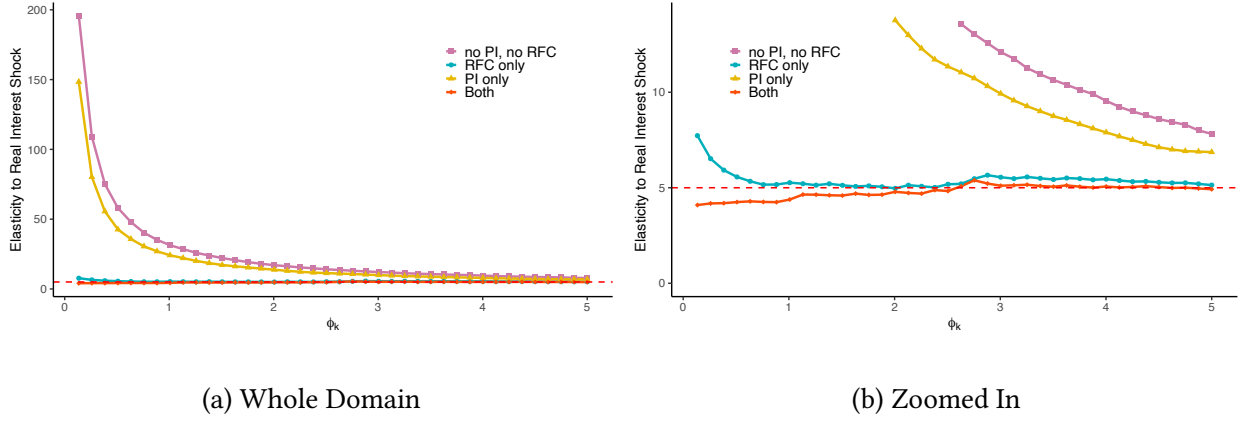 200
150
100
50
0
Elasticity to Real Interest Shock
no PI, no RFC
RFC only
PI only
Both
0 1 2 3 4 5
ϕk
(a) Whole Domain
10
5
0
Elasticity to Real Interest Shock
no PI, no RFC
RFC only
PI only
Both
0 1 2 3 4 5
ϕk
(b) Zoomed In